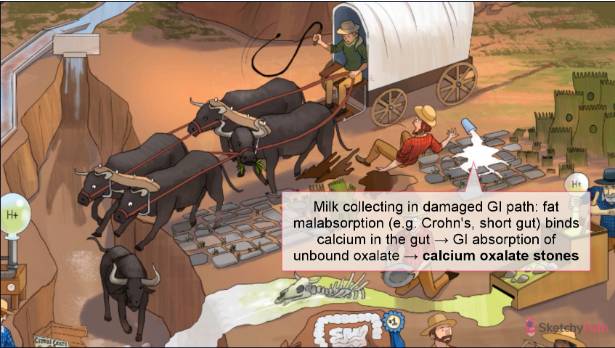 H+
H+
Milk collecting in damaged GI path: fat
malabsorption (e.g. Crohn's, short gut) binds
calcium in the gut → GI absorption of
unbound oxalate → calcium oxalate stones
#1
Sketchy